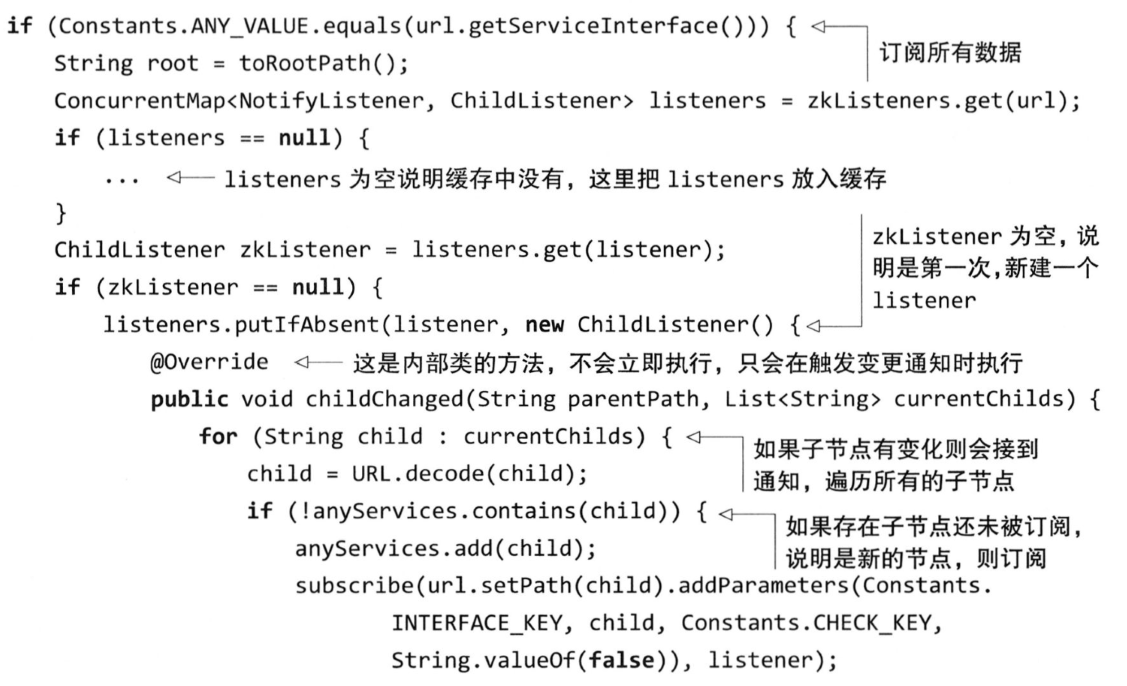 if (Constants.ANY_VALUE.equals(url.getServiceInterface())) {
订阅所有数据
String root = toRootPath();
ConcurrentMap<NotifyListener, ChildListener> listeners = zkListeners.get(url);
if (listeners == null) {
... listeners 为空说明缓存中没有，这里把 listeners 放入缓存
}
ChildListener zkListener = listeners.get(listener);
zkListener 为空，说
明是第一次，新建一个
listener
if (zkListener == null) {
listeners.putIfAbsent(listener, new ChildListener() {
@Override 这是内部类的方法，不会立即执行，只会在触发变更通知时执行
public void childChanged(String parentPath, List<String> currentChilds) {
for (String child : currentChilds) {
如果子节点有变化则会接到
通知，遍历所有的子节点
child = URL.decode(child);
if (!anyServices.contains(child)) {
如果存在子节点还未被订阅，
说明是新的节点，则订阅
anyServices.add(child);
subscribe(url.setPath(child).addParameters(Constants.
INTERFACE_KEY, child, Constants.CHECK_KEY,
String.valueOf(false)), listener);